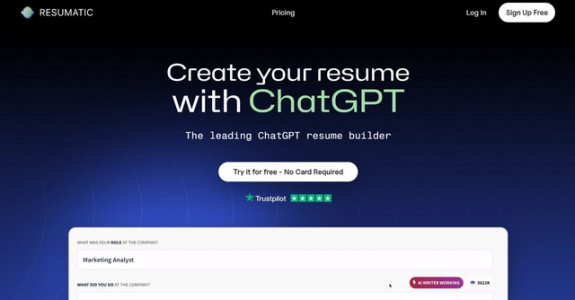 RESUMATIC
Pricing
Log In
Sign Up Free
Create your resume
with ChatGPT
The leading ChatGPT resume builder
Try it for free - No Card Required
Trustpilot
WHAT WAS YOUR ROLE AT THE COMPANY?
Marketing Analyst
WHAT DID YOU DO AT THE COMPANY?
AI WRITER WORKING